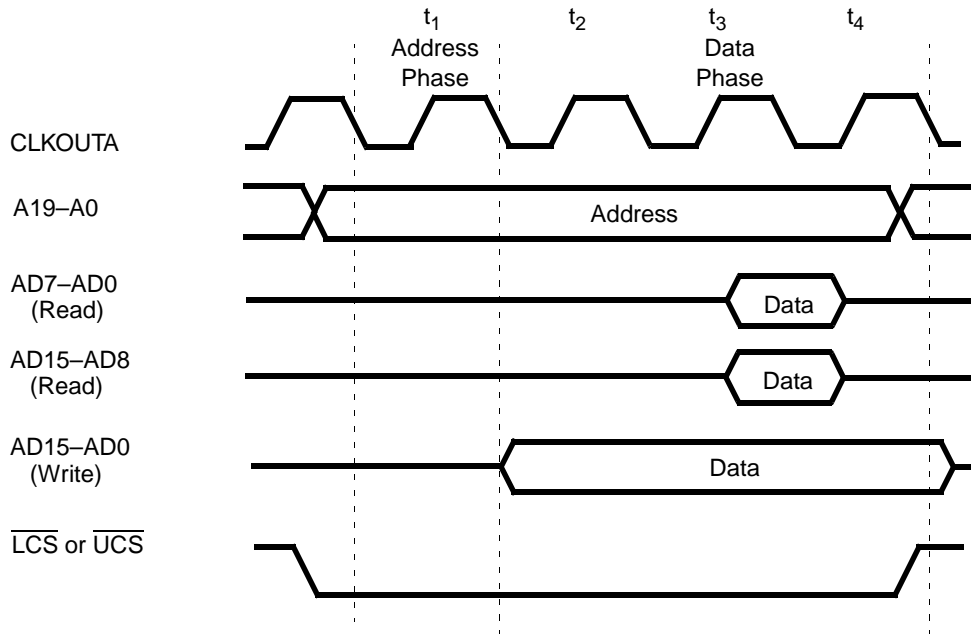 t1 t2 t3 t4
Address Data
Phase Phase
CLKOUTA
A19–A0
Address
AD7–AD0
(Read)
Data
AD15–AD8
(Read)
Data
AD15–AD0
(Write)
Data
LCS or UCS